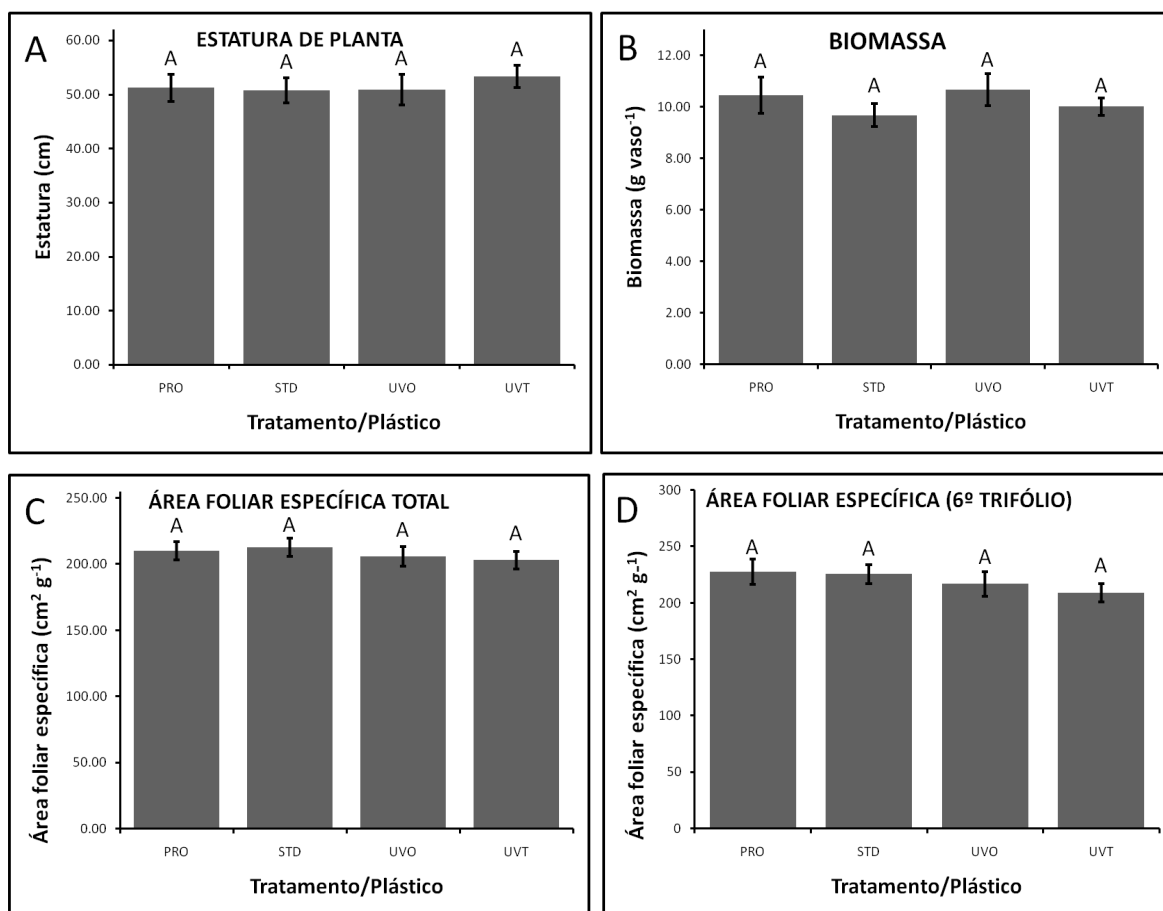 A
ESTATURA DE PLANTA
60.00
50.00
40.00
30.00
20.00
10.00
0.00
Estatura (cm)
A
A
A
A
PRO
STD
UVO
UVT
Tratamento/Plástico
B
BIOMASSA
12.00
10.00
8.00
6.00
4.00
2.00
0.00
Biomassa (g vaso⁻¹)
A
A
A
A
PRO
STD
UVO
UVT
Tratamento/Plástico
C
ÁREA FOLIAR ESPECÍFICA TOTAL
250.00
200.00
150.00
100.00
50.00
0.00
Área foliar específica (cm² g⁻¹)
A
A
A
A
PRO
STD
UVO
UVT
Tratamento/Plástico
D
ÁREA FOLIAR ESPECÍFICA (6º TRIFÓLIO)
300
250
200
150
100
50
0
Área foliar específica (cm² g-¹)
A
A
A
A
PRO
STD
UVO
UVT
Tratamento/Plástico